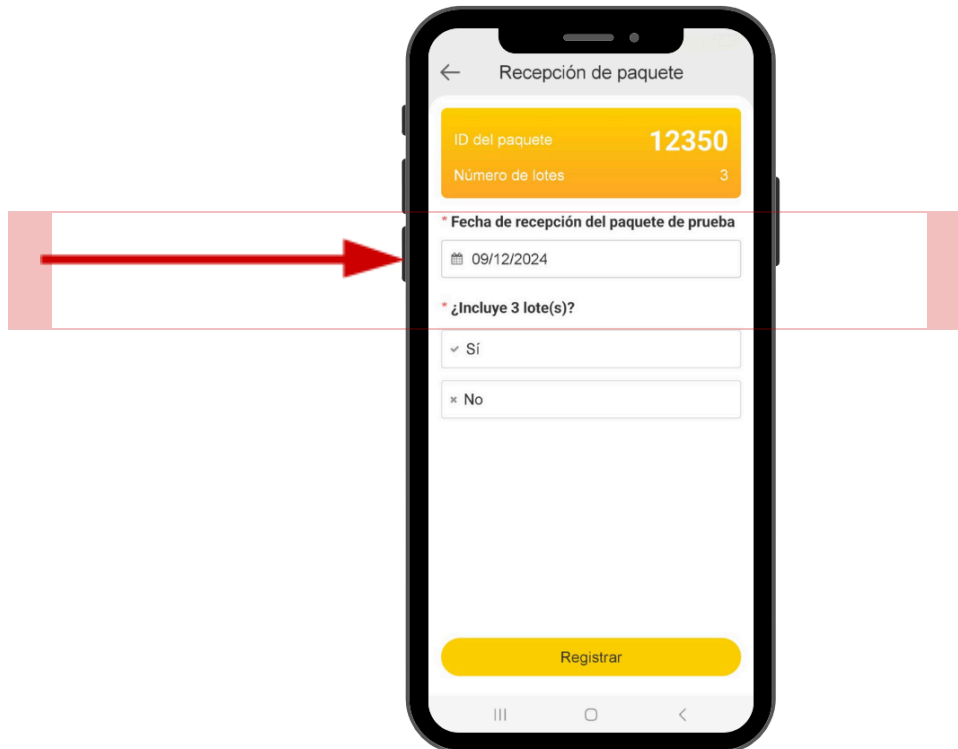 Recepción de paquete
ID del paquete 12350
Número de lotes 3
* Fecha de recepción del paquete de prueba
09/12/2024
* ¿Incluye 3 lote(s)?
Sí
No
Registrar